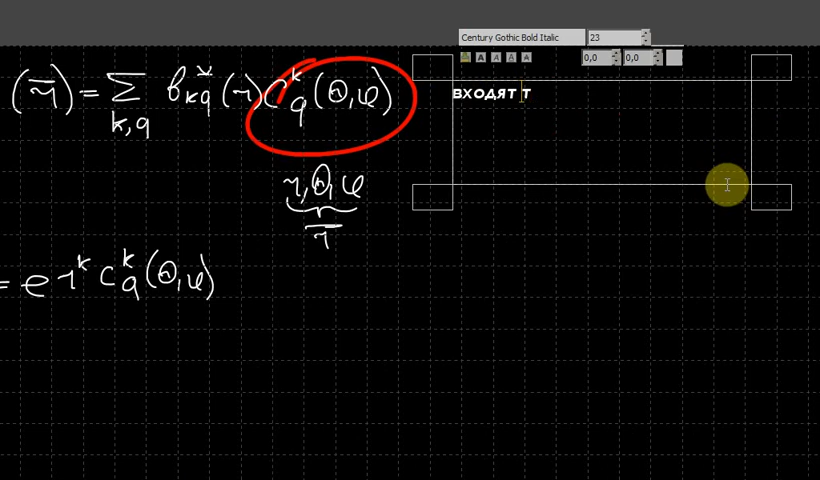 Century Gothic Bold Italic 23
A A A A 0,0 0,0
ВХОДЯТ Т
(r̅) = Σ b_kq (r) C^k_q (Θ,φ)
k,q
r,Θ,φ
r̅
= e r^k C^k_q (Θ,φ)